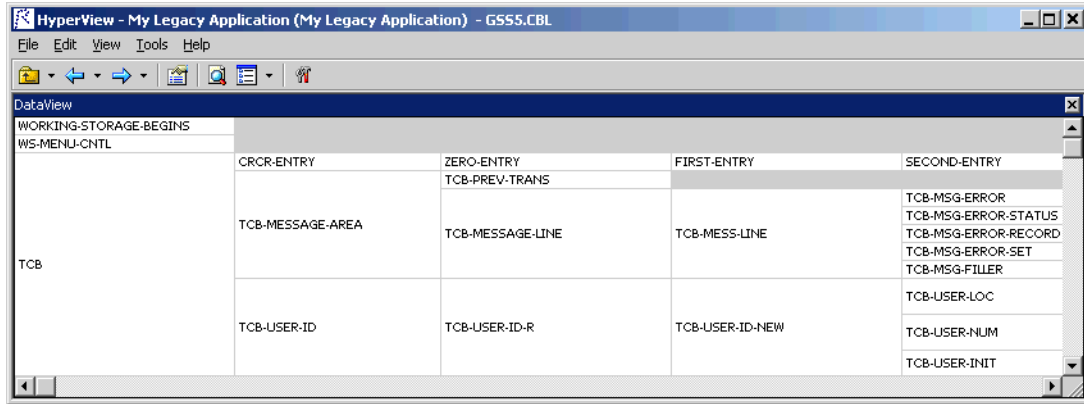 HyperView - My Legacy Application (My Legacy Application) - GSS5.CBL
File Edit View Tools Help
DataView
WORKING-STORAGE-BEGINS
WS-MENU-CNTL
CRCR-ENTRY ZERO-ENTRY FIRST-ENTRY SECOND-ENTRY
TCB-PREV-TRANS
TCB-MSG-ERROR
TCB-MSG-ERROR-STATUS
TCB-MESSAGE-AREA TCB-MESSAGE-LINE TCB-MESS-LINE TCB-MSG-ERROR-RECORD
TCB-MSG-ERROR-SET
TCB TCB-MSG-FILLER
TCB-USER-LOC
TCB-USER-ID TCB-USER-ID-R TCB-USER-ID-NEW TCB-USER-NUM
TCB-USER-INIT